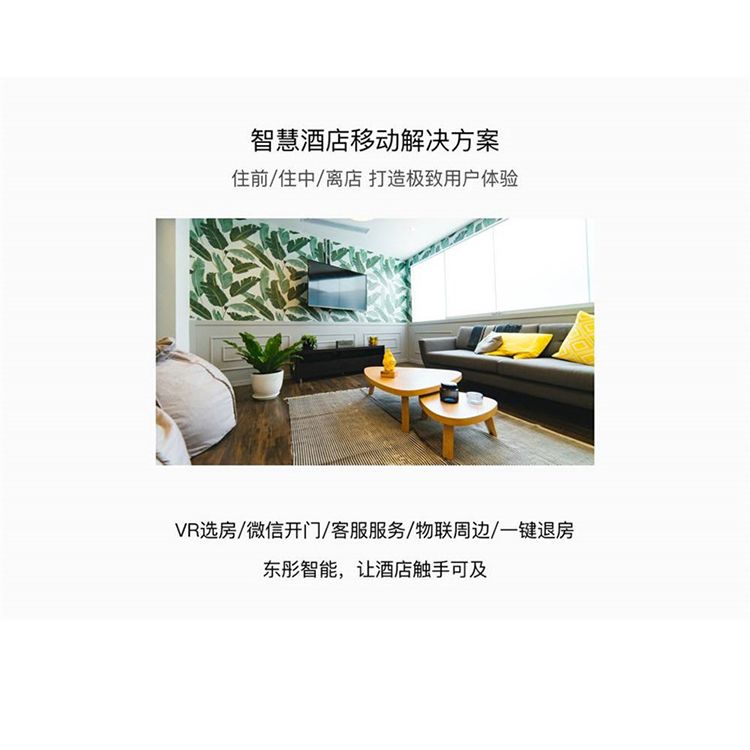 智慧酒店移动解决方案
住前/住中/离店 打造极致用户体验
VR选房/微信开门/客服服务/物联周边/一键退房
东彤智能，让酒店触手可及